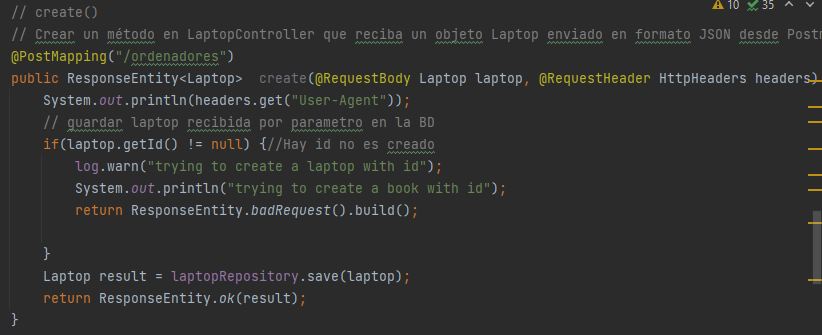 10 35
// create()
// Crear un método en LaptopController que reciba un objeto Laptop enviado en formato JSON desde Postm
@PostMapping("/ordenadores")
public ResponseEntity<Laptop>  create(@RequestBody Laptop laptop, @RequestHeader HttpHeaders headers)
System.out.println(headers.get("User-Agent"));
// guardar laptop recibida por parametro en la BD
if(laptop.getId() != null) {//Hay id no es creado
log.warn("trying to create a laptop with id");
System.out.println("trying to create a book with id");
return ResponseEntity.badRequest().build();
}
Laptop result = laptopRepository.save(laptop);
return ResponseEntity.ok(result);
}